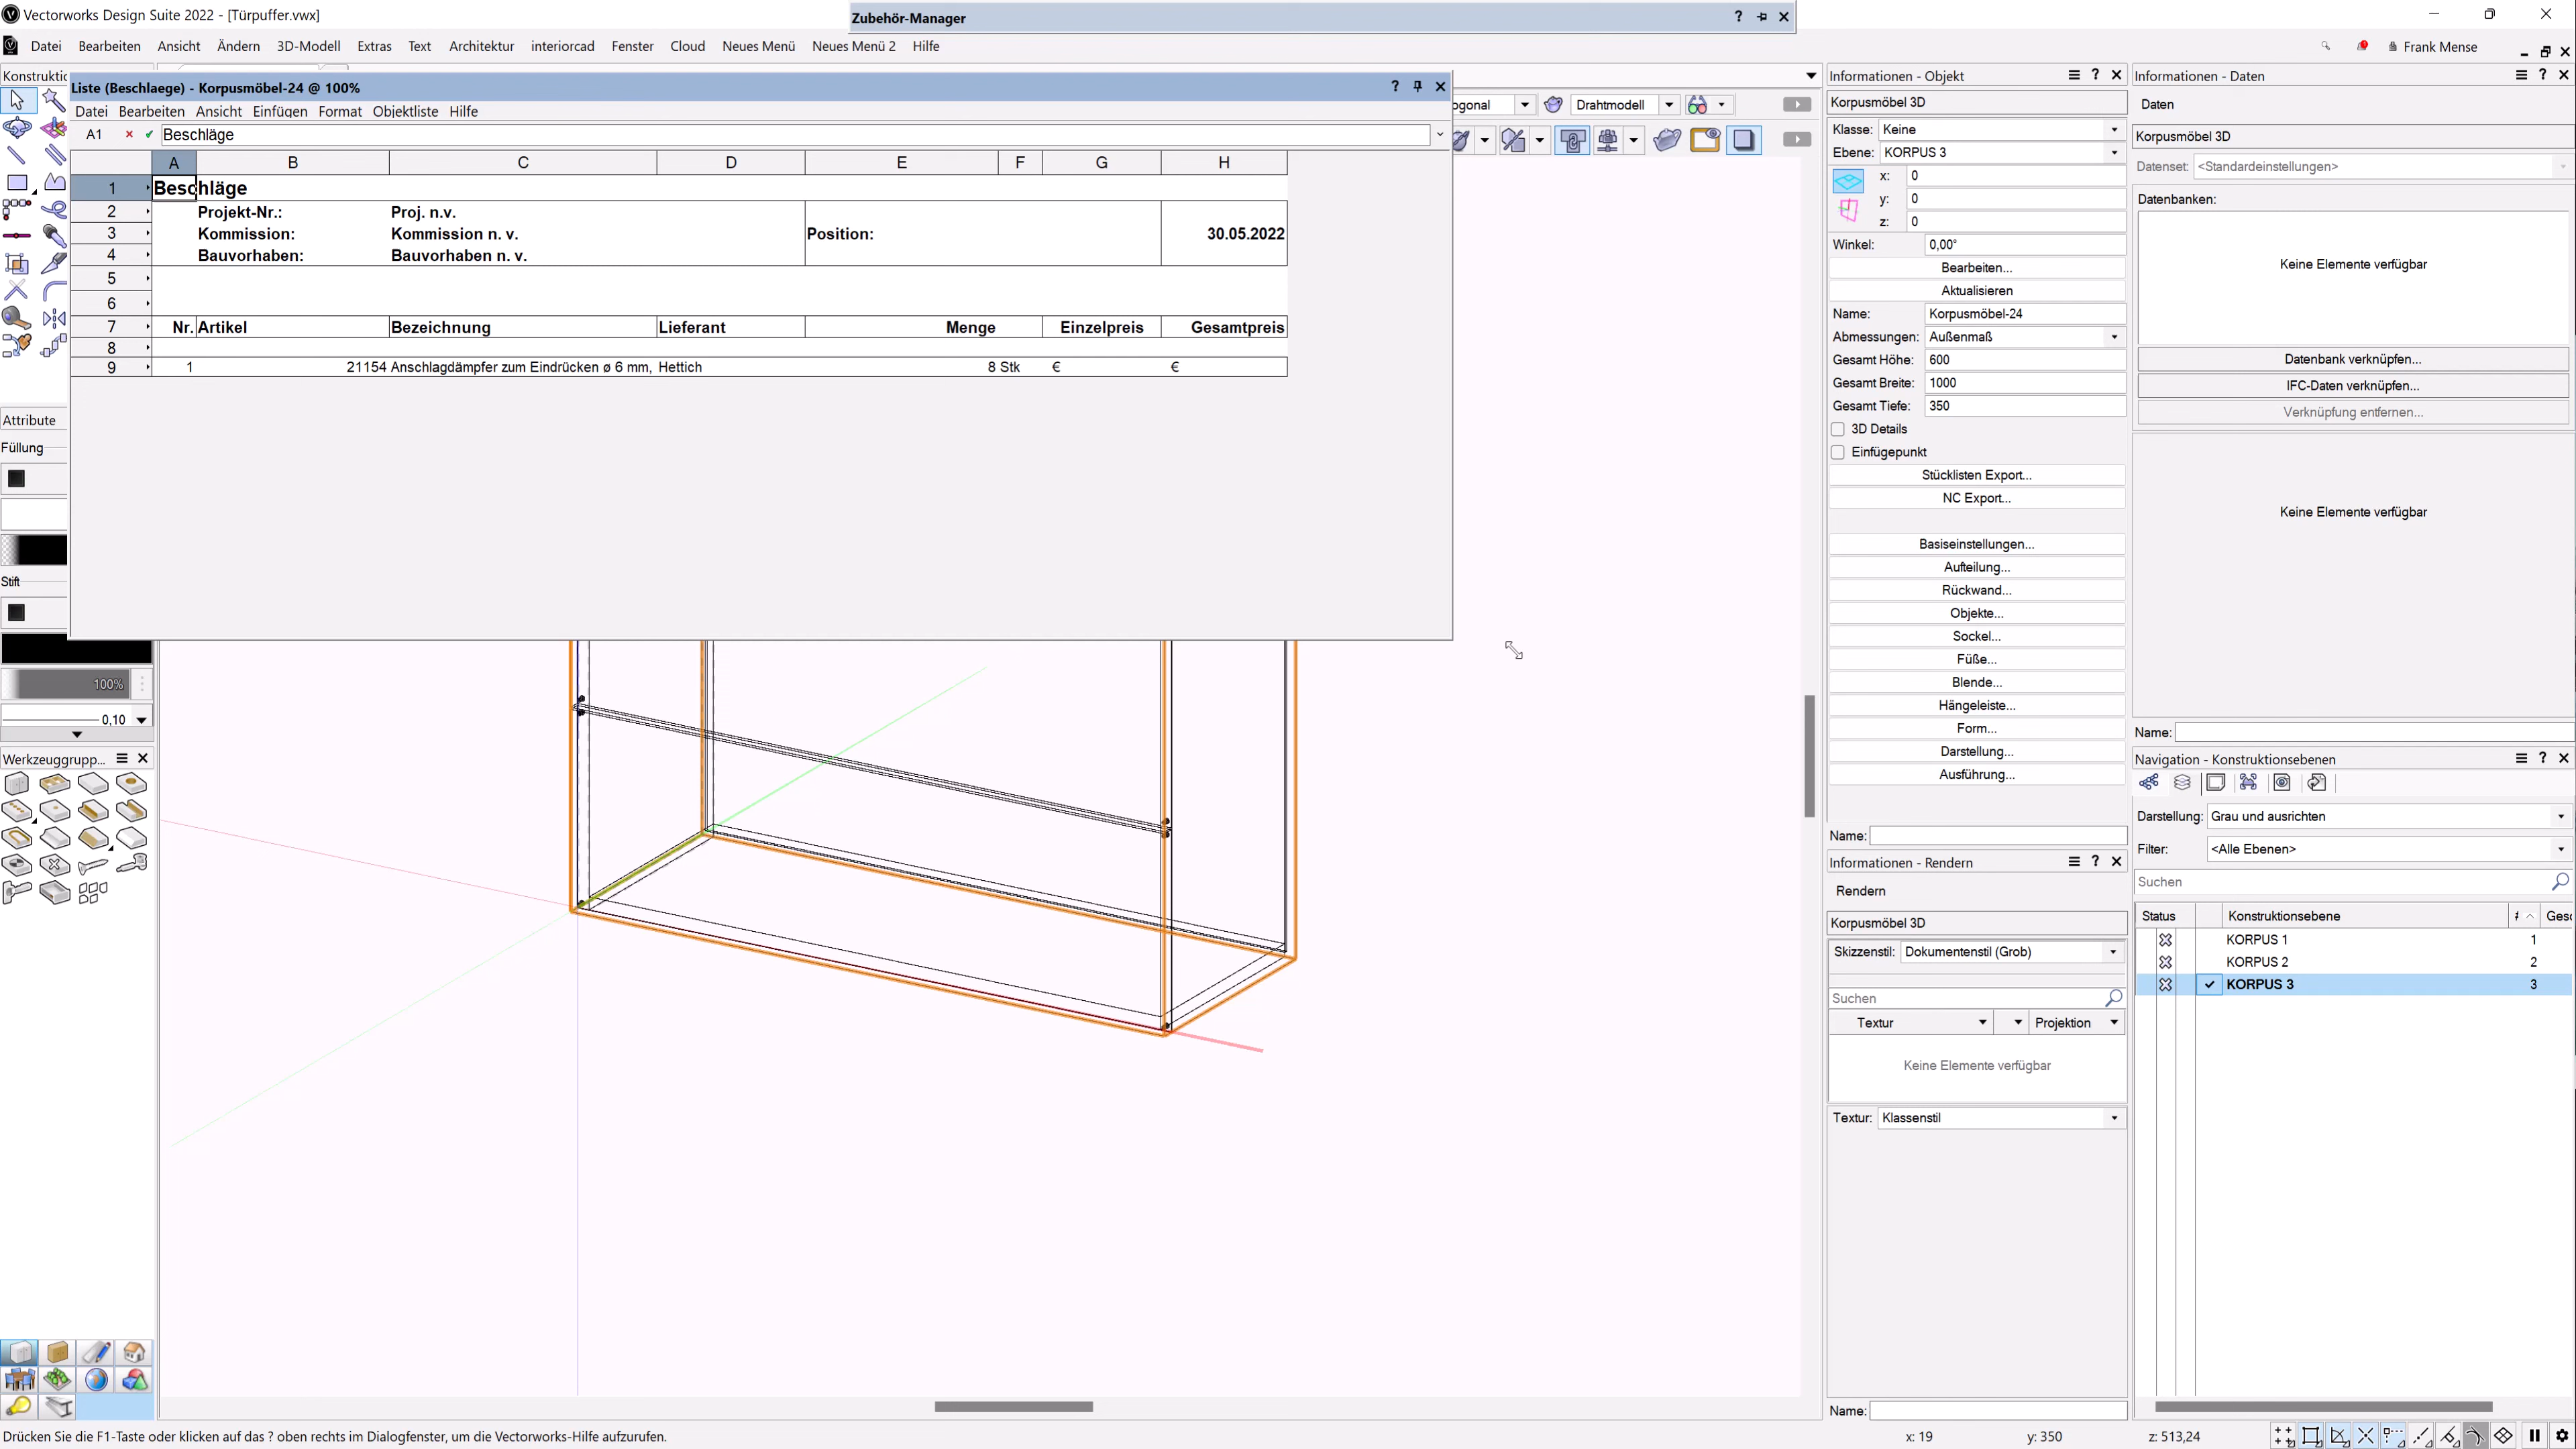 Vectorworks Design Suite 2022 - [Türpuffer.vwx]
Zubehör-Manager
Datei Bearbeiten Ansicht Ändern 3D-Modell Extras Text Architektur interiorcad Fenster Cloud Neues Menü Neues Menü 2 Hilfe
Frank Mense
Liste (Beschlaege) - Korpusmöbel-24 @ 100%
Datei Bearbeiten Ansicht Einfügen Format Objektliste Hilfe
A1 Beschläge
A B C D E F G H
1 Beschläge
2 Projekt-Nr.: Proj. n.v.
3 Kommission: Kommission n. v. Position: 30.05.2022
4 Bauvorhaben: Bauvorhaben n. v.
5
6
7 Nr. Artikel Bezeichnung Lieferant Menge Einzelpreis Gesamtpreis
8
9 1 21154 Anschlagdämpfer zum Eindrücken ø 6 mm, Hettich 8 Stk € €
Drahtmodell
Attribute
Füllung
Stift
100%
0,10
Werkzeuggrupp...
Informationen - Objekt
Korpusmöbel 3D
Klasse: Keine
Ebene: KORPUS 3
x: 0
y: 0
z: 0
Winkel: 0,00°
Bearbeiten...
Aktualisieren
Name: Korpusmöbel-24
Abmessungen: Außenmaß
Gesamt Höhe: 600
Gesamt Breite: 1000
Gesamt Tiefe: 350
3D Details
Einfügepunkt
Stücklisten Export...
NC Export...
Basiseinstellungen...
Aufteilung...
Rückwand...
Objekte...
Sockel...
Füße...
Blende...
Hängeleiste...
Form...
Darstellung...
Ausführung...
Name:
Informationen - Rendern
Rendern
Korpusmöbel 3D
Skizzenstil: Dokumentenstil (Grob)
Suchen
Textur Projektion
Keine Elemente verfügbar
Textur: Klassenstil
Name:
Informationen - Daten
Daten
Korpusmöbel 3D
Datenset: <Standardeinstellungen>
Datenbanken:
Keine Elemente verfügbar
Datenbank verknüpfen...
IFC-Daten verknüpfen...
Verknüpfung entfernen...
Keine Elemente verfügbar
Name:
Navigation - Konstruktionsebenen
Darstellung: Grau und ausrichten
Filter: <Alle Ebenen>
Suchen
Status Konstruktionsebene
KORPUS 1 1
KORPUS 2 2
KORPUS 3 3
Drücken Sie die F1-Taste oder klicken auf das ? oben rechts im Dialogfenster, um die Vectorworks-Hilfe aufzurufen.
x: 19 y: 350 z: 513,24